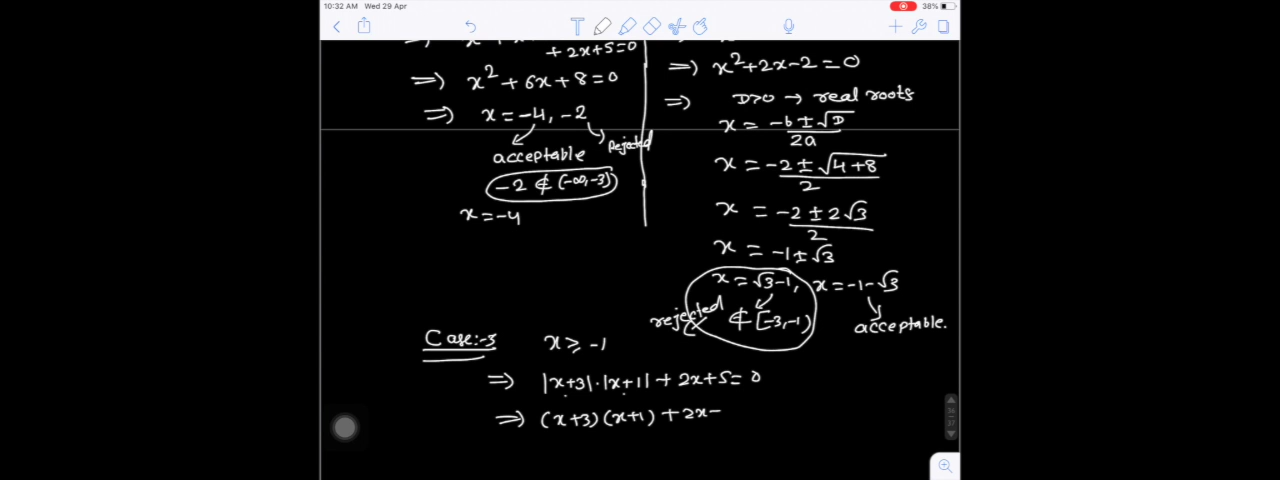 10:32 AM Wed 29 Apr
38%
+ 2x+5=0
⇒ x² + 6x + 8 = 0
⇒ x = -4, -2
acceptable
Rejected
-2 ⊄ (-∞,-3)
x = -4
⇒ x²+2x-2 = 0
⇒ D>0 → real roots
x = (-b ± √D)/2a
x = (-2 ± √(4+8))/2
x = (-2 ± 2√3)/2
x = -1 ± √3
x = √3-1, x = -1-√3
rejected ⊄ [-3,-1)
acceptable.
Case:-3 x ≥ -1
⇒ |x+3|·|x+1| + 2x+5 = 0
⇒ (x+3)(x+1) + 2x-